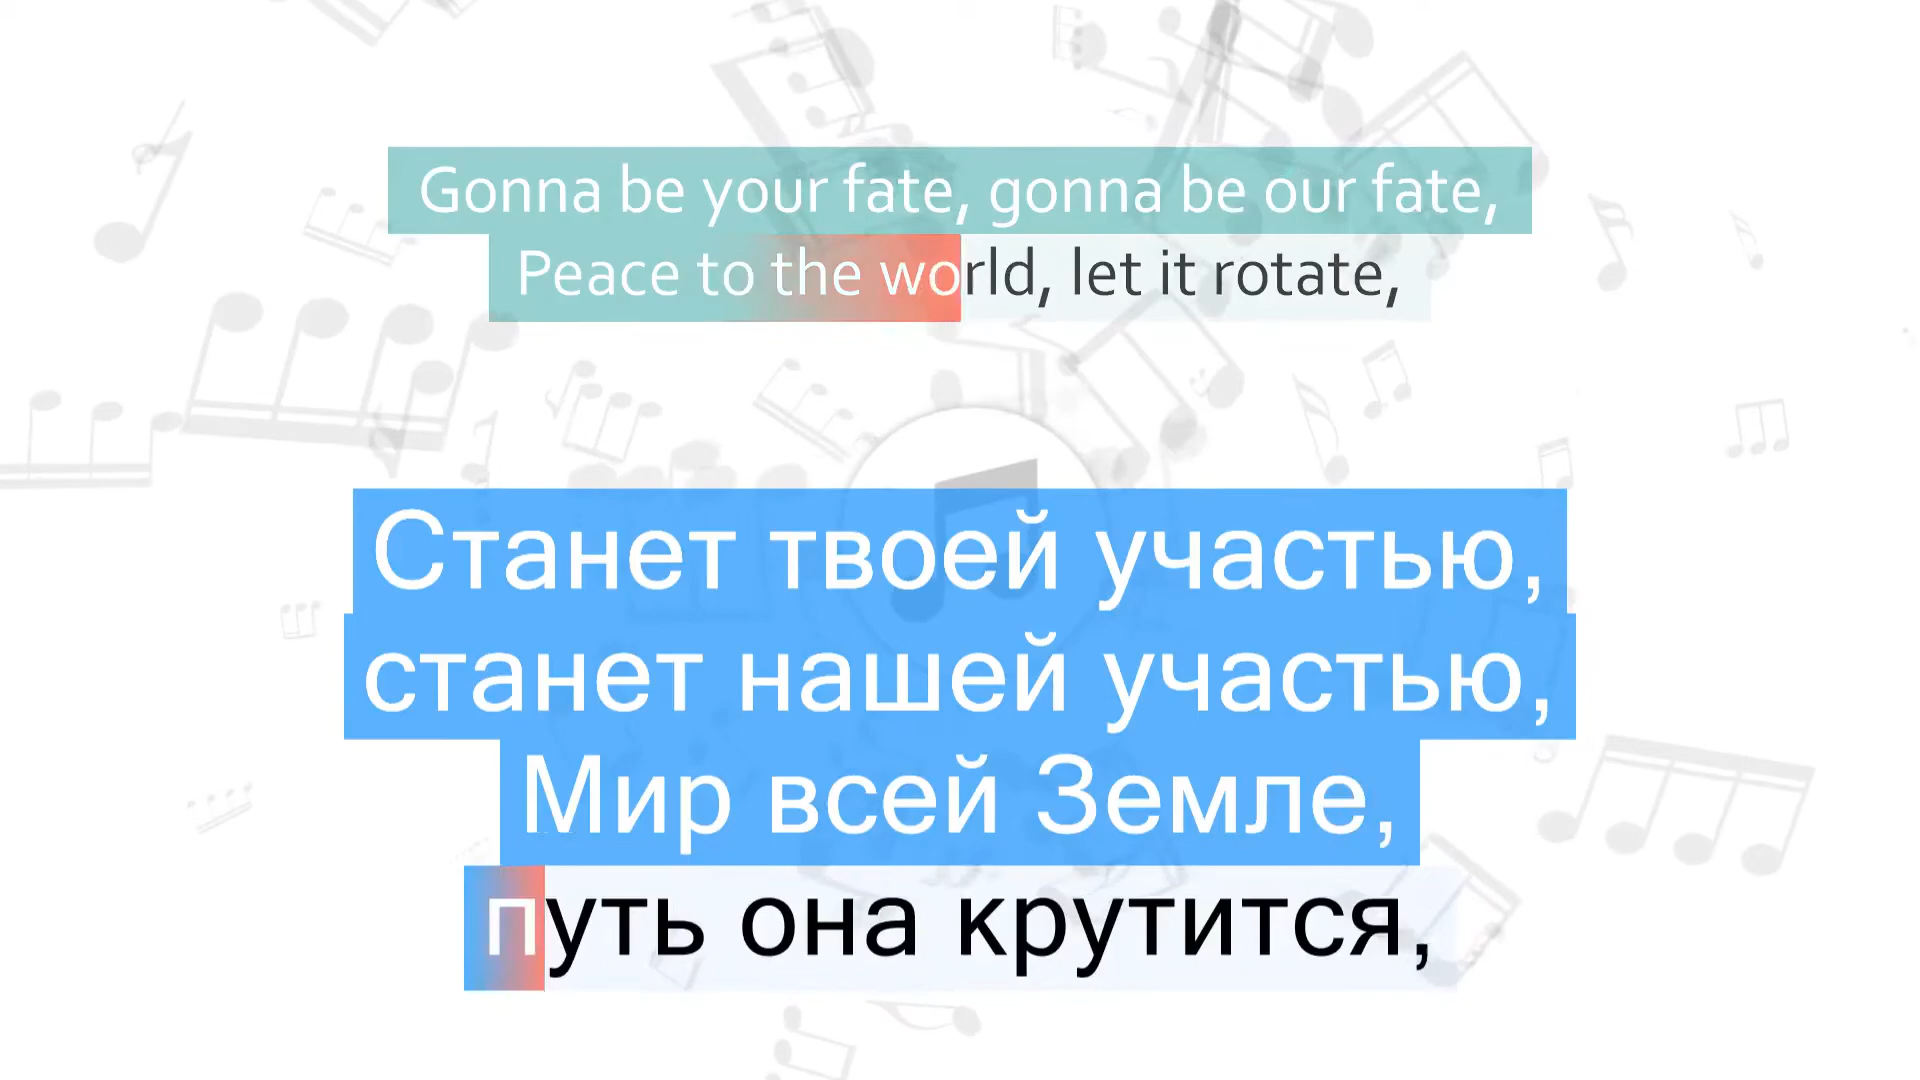 Gonna be your fate, gonna be our fate,
Peace to the world, let it rotate,
Станет твоей участью,
станет нашей участью,
Мир всей Земле,
путь она крутится,